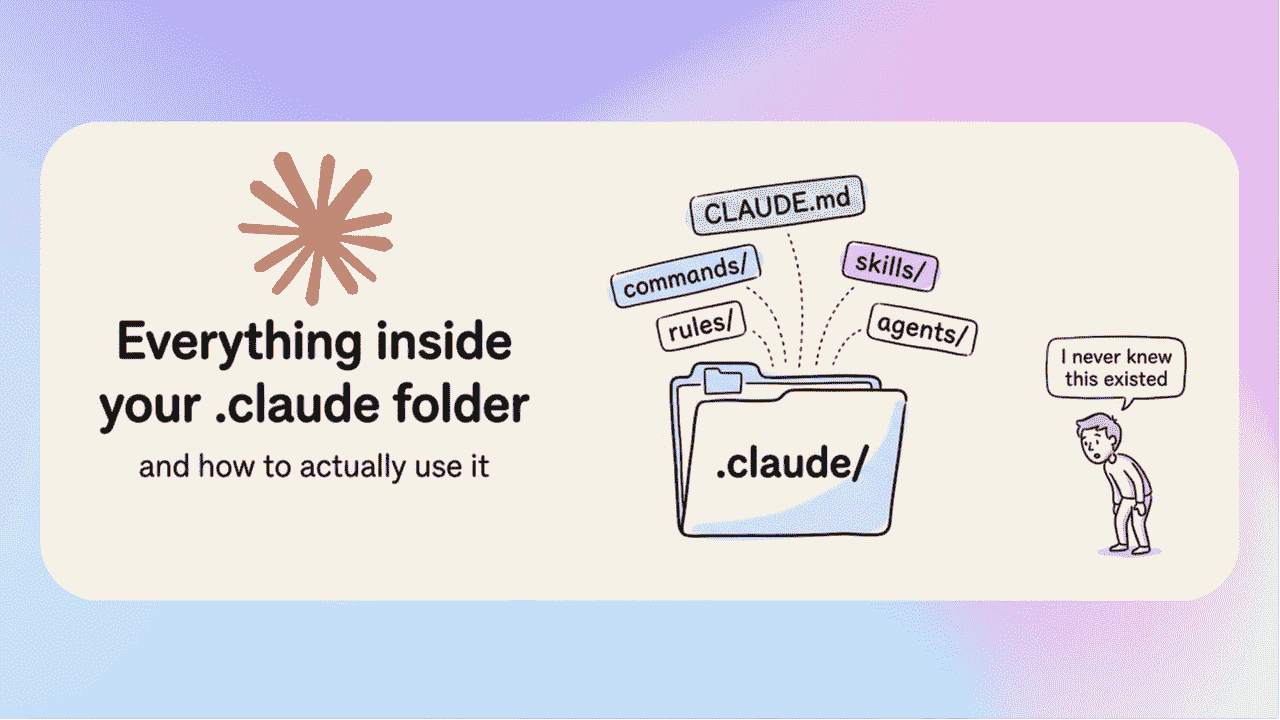 Everything inside
your .claude folder
and how to actually use it
CLAUDE.md
commands/
skills/
rules/
agents/
.claude/
I never knew
this existed